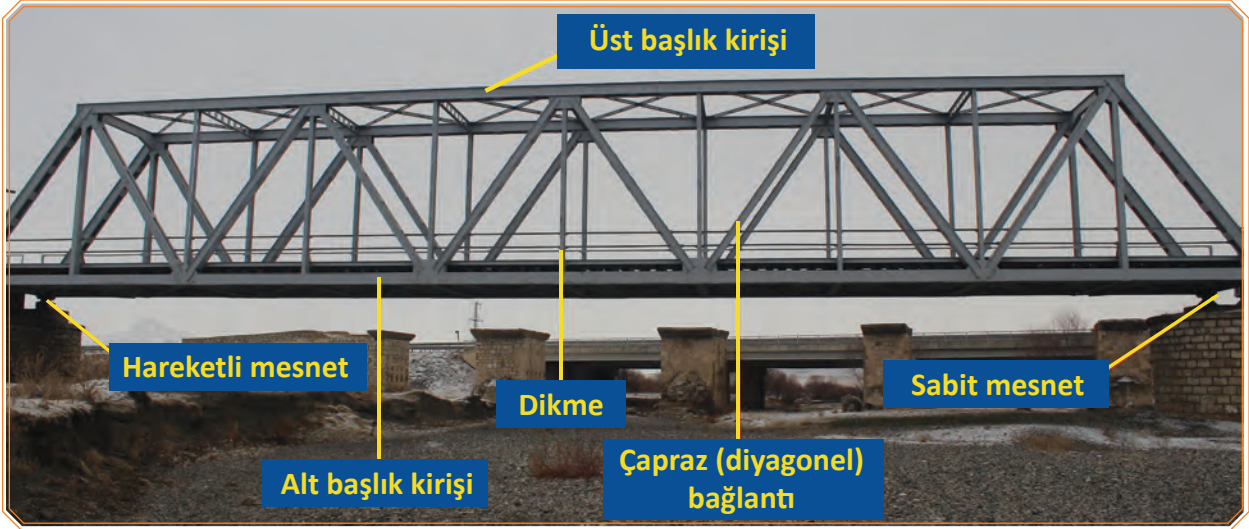 Üst başlık kirişi
Hareketli mesnet
Sabit mesnet
Dikme
Çapraz (diyagonel)
bağlantı
Alt başlık kirişi